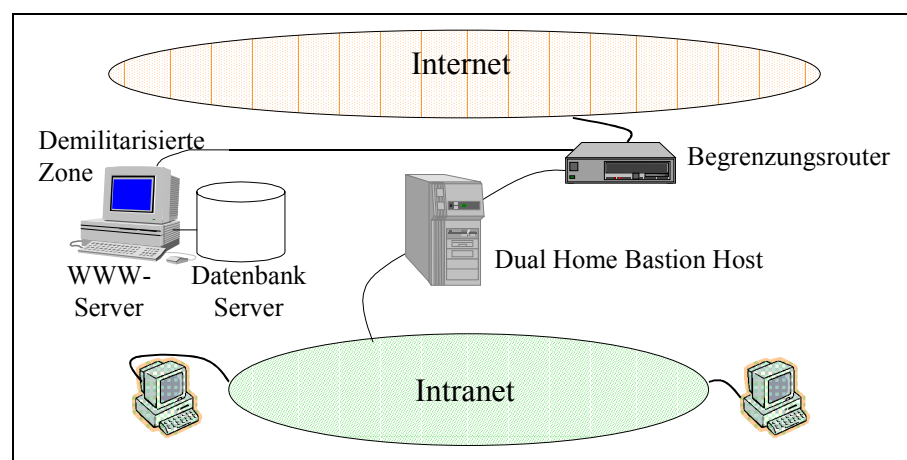 Internet
Demilitarisierte
Zone
Begrenzungsrouter
Dual Home Bastion Host
WWW-
Server
Datenbank
Server
Intranet